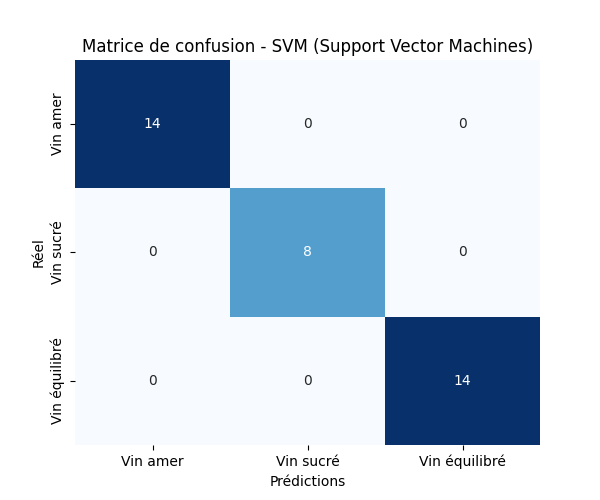 Matrice de confusion - SVM (Support Vector Machines)
Réel
Vin amer
14 0 0
Vin sucré
0 8 0
Vin équilibré
0 0 14
Vin amer Vin sucré Vin équilibré
Prédictions